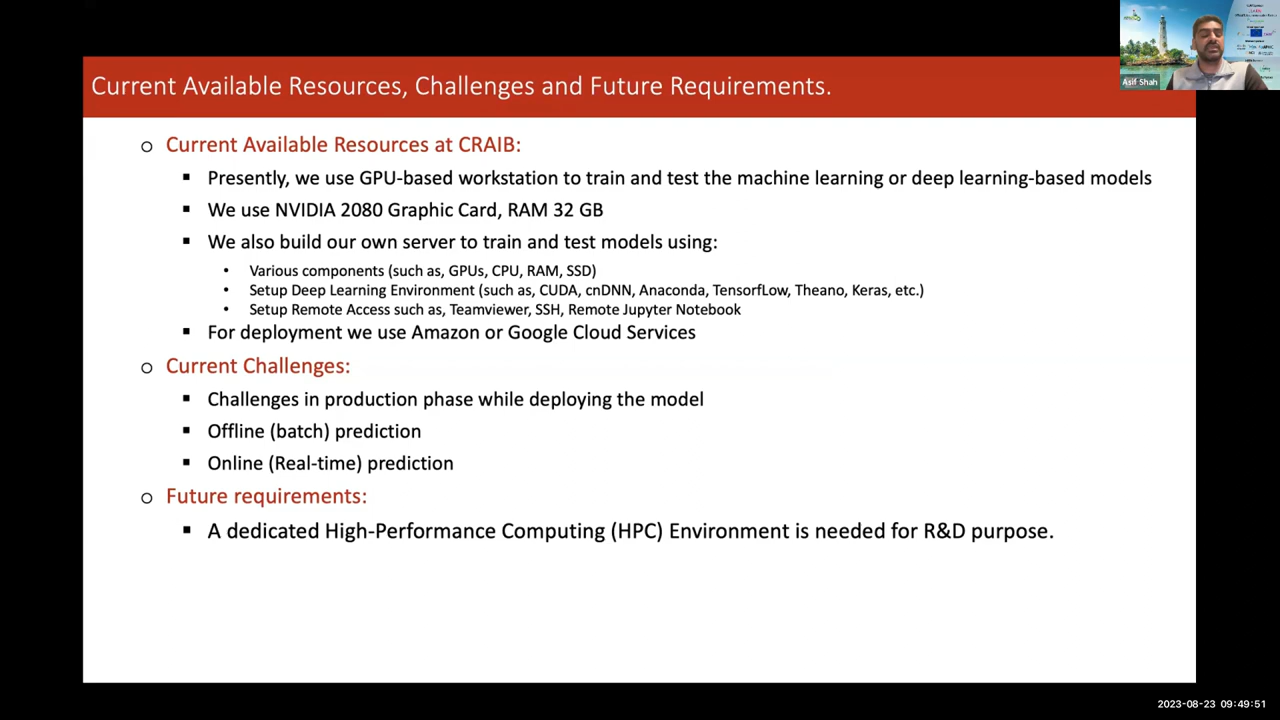 Current Available Resources, Challenges and Future Requirements.
Asif Shah
o Current Available Resources at CRAIB:
▪ Presently, we use GPU-based workstation to train and test the machine learning or deep learning-based models
▪ We use NVIDIA 2080 Graphic Card, RAM 32 GB
▪ We also build our own server to train and test models using:
• Various components (such as, GPUs, CPU, RAM, SSD)
• Setup Deep Learning Environment (such as, CUDA, cnDNN, Anaconda, TensorfLow, Theano, Keras, etc.)
• Setup Remote Access such as, Teamviewer, SSH, Remote Jupyter Notebook
▪ For deployment we use Amazon or Google Cloud Services
o Current Challenges:
▪ Challenges in production phase while deploying the model
▪ Offline (batch) prediction
▪ Online (Real-time) prediction
o Future requirements:
▪ A dedicated High-Performance Computing (HPC) Environment is needed for R&D purpose.
2023-08-23 09:49:51